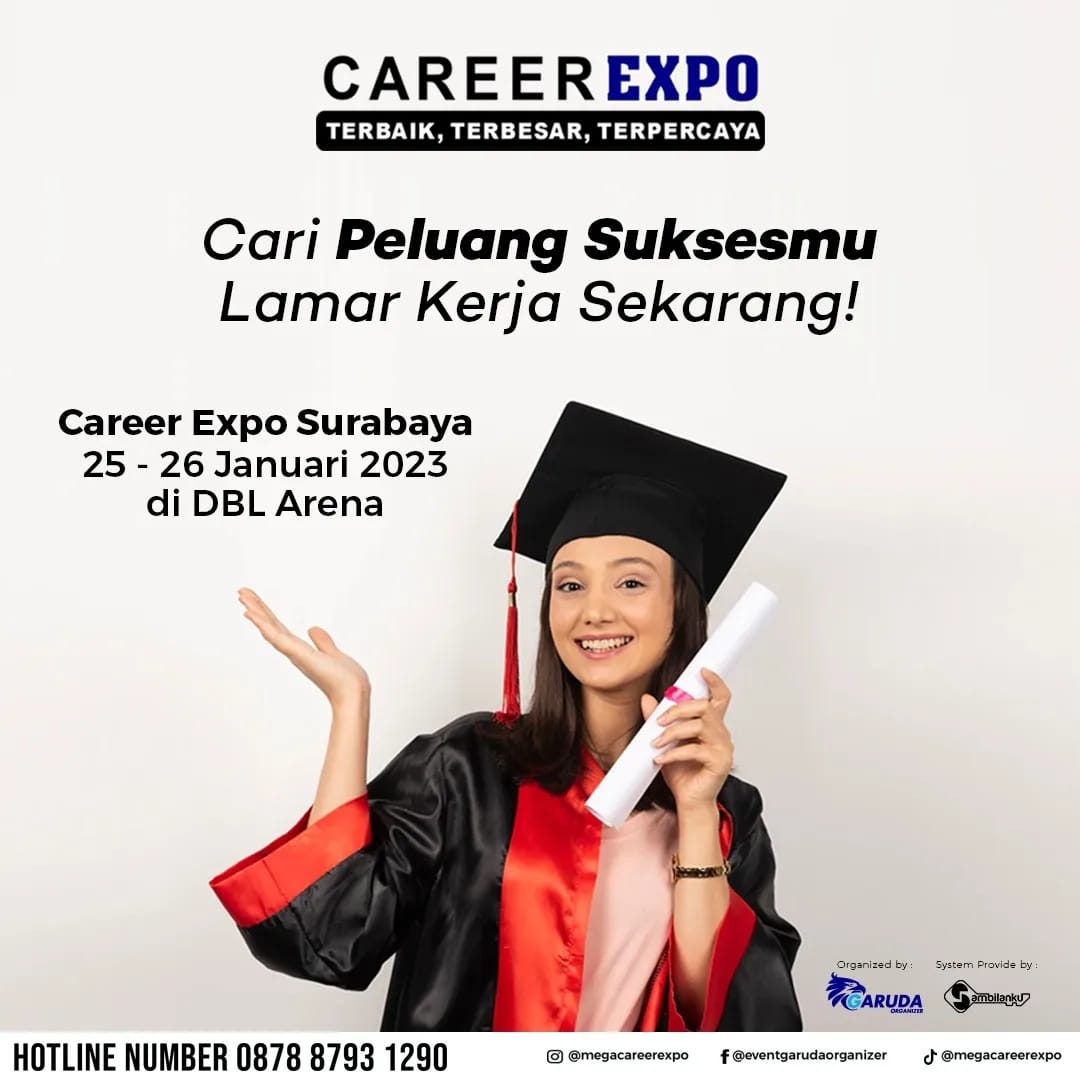 CAREER EXPO
TERBAIK, TERBESAR, TERPERCAYA
Cari Peluang Suksesmu
Lamar Kerja Sekarang!
Career Expo Surabaya
25 - 26 Januari 2023
di DBL Arena
Organized by :
GARUDA
ORGANIZER
System Provide by :
Sambilanku
HOTLINE NUMBER 0878 8793 1290
@megacareerexpo
@eventgarudaorganizer
@megacareerexpo